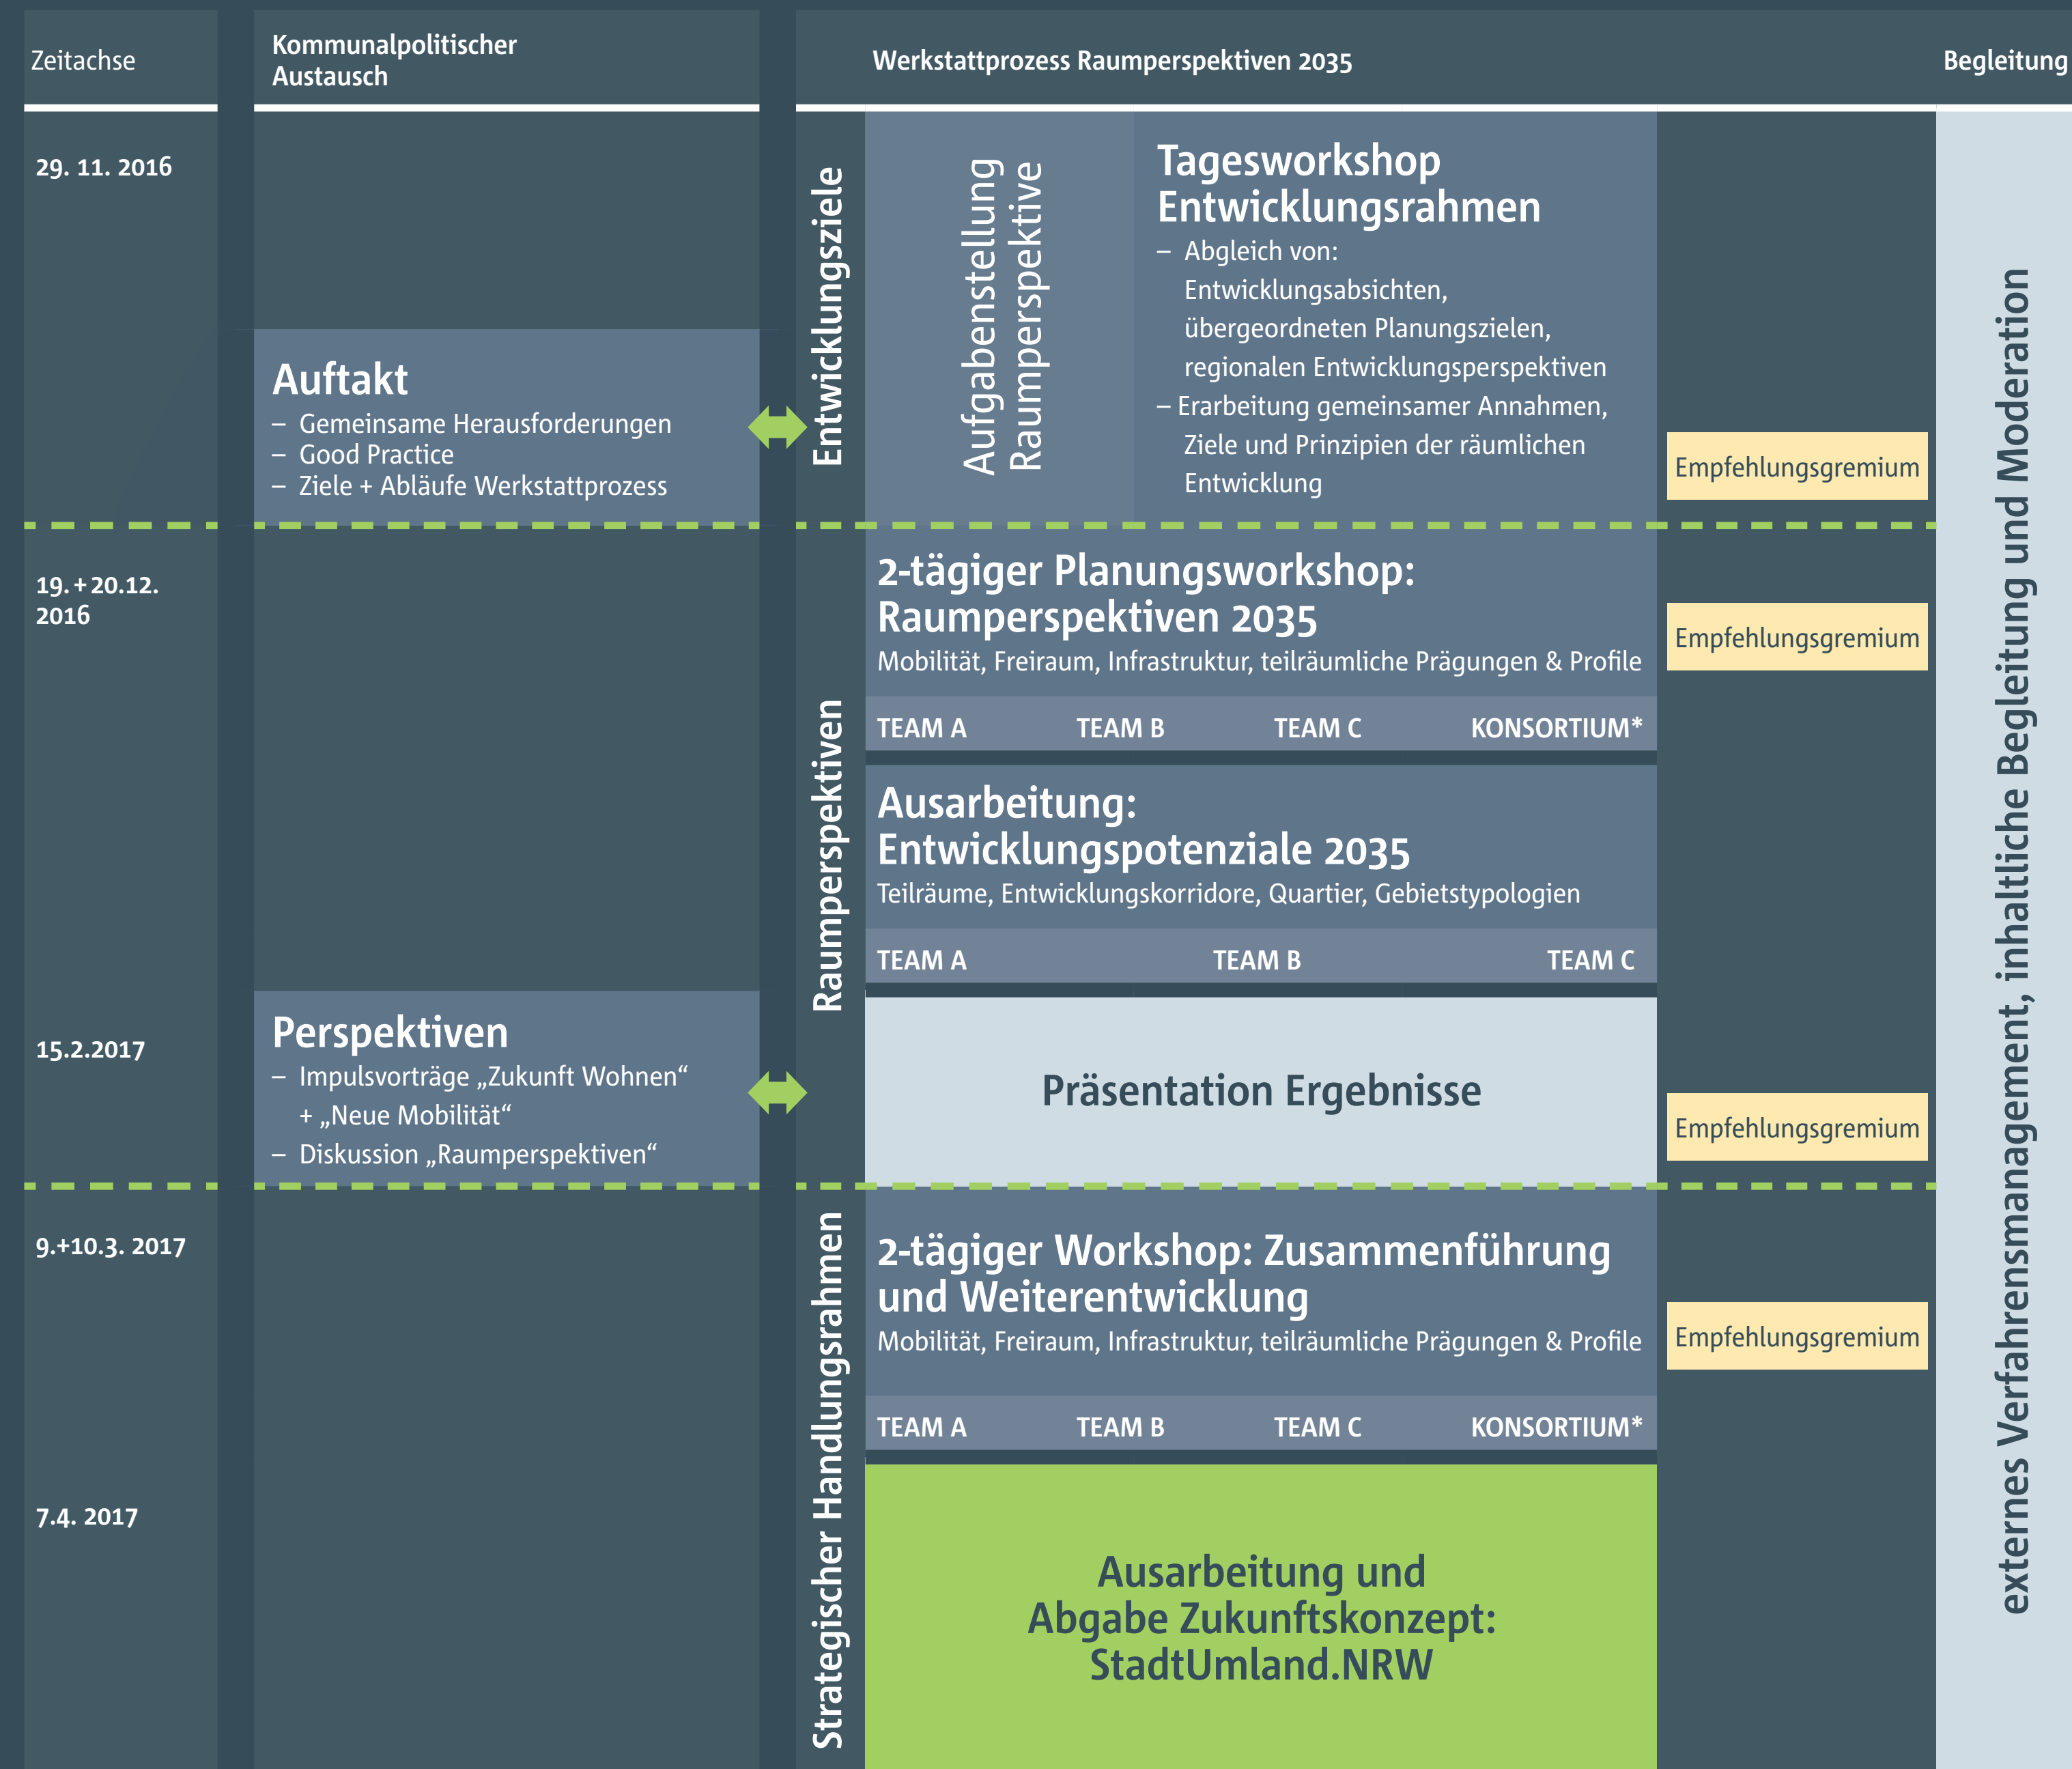 Zeitachse
Kommunalpolitischer
Austausch
Werkstattprozess Raumperspektiven 2035
Begleitung
29. 11. 2016
Auftakt
– Gemeinsame Herausforderungen
– Good Practice
– Ziele + Abläufe Werkstattprozess
Entwicklungsziele
Aufgabenstellung
Raumperspektive
Tagesworkshop
Entwicklungsrahmen
– Abgleich von:
Entwicklungsabsichten,
übergeordneten Planungszielen,
regionalen Entwicklungsperspektiven
– Erarbeitung gemeinsamer Annahmen,
Ziele und Prinzipien der räumlichen
Entwicklung
Empfehlungsgremium
19. + 20.12.
2016
Raumperspektiven
2-tägiger Planungsworkshop:
Raumperspektiven 2035
Mobilität, Freiraum, Infrastruktur, teilräumliche Prägungen & Profile
TEAM A TEAM B TEAM C KONSORTIUM*
Empfehlungsgremium
Ausarbeitung:
Entwicklungspotenziale 2035
Teilräume, Entwicklungskorridore, Quartier, Gebietstypologien
TEAM A TEAM B TEAM C
15.2.2017
Perspektiven
– Impulsvorträge „Zukunft Wohnen“
+ „Neue Mobilität“
– Diskussion „Raumperspektiven“
Präsentation Ergebnisse
Empfehlungsgremium
9.+10.3. 2017
Strategischer Handlungsrahmen
2-tägiger Workshop: Zusammenführung
und Weiterentwicklung
Mobilität, Freiraum, Infrastruktur, teilräumliche Prägungen & Profile
TEAM A TEAM B TEAM C KONSORTIUM*
Empfehlungsgremium
7.4. 2017
Ausarbeitung und
Abgabe Zukunftskonzept:
StadtUmland.NRW
externes Verfahrensmanagement, inhaltliche Begleitung und Moderation